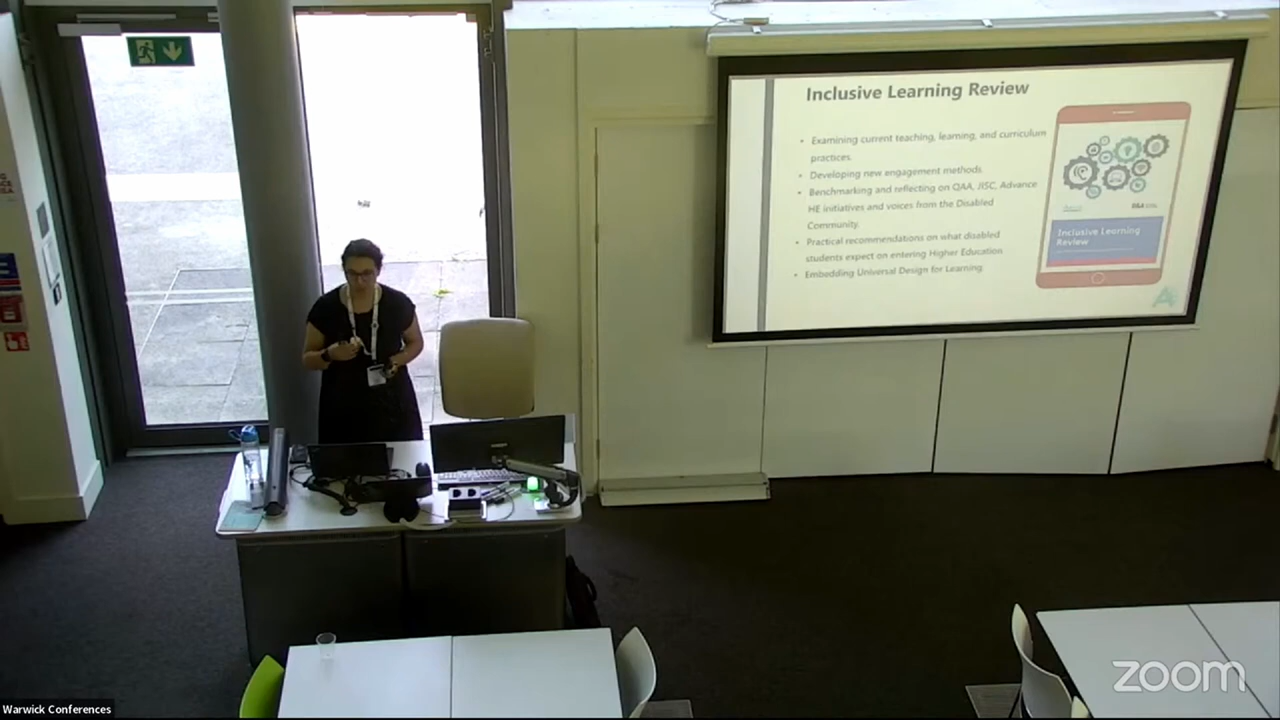 Inclusive Learning Review
• Examining current teaching, learning, and curriculum
practices.
• Developing new engagement methods.
• Benchmarking and reflecting on QAA, JISC, Advance
HE initiatives and voices from the Disabled
Community.
• Practical recommendations on what disabled
students expect on entering Higher Education
• Embedding Universal Design for Learning.
Inclusive Learning
Review
Warwick Conferences
zoom